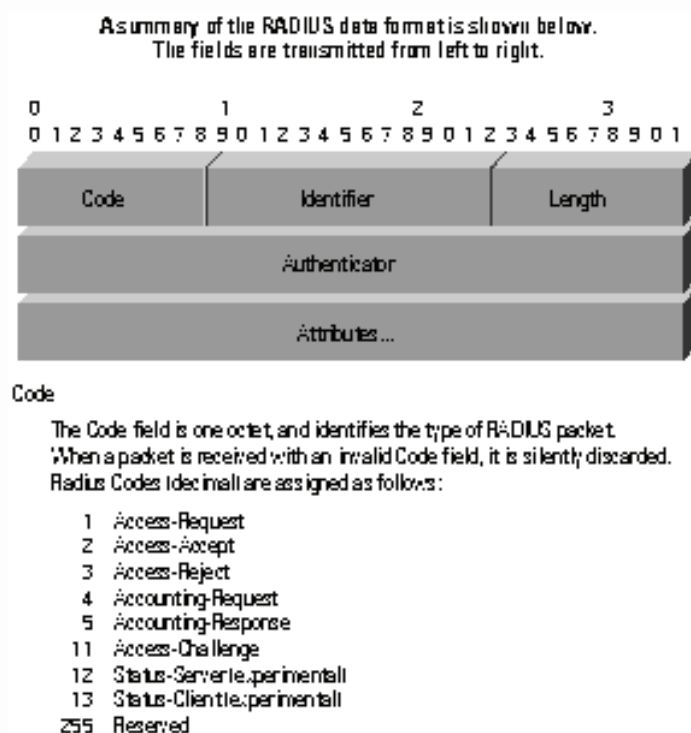 A summary of the RADIUS data format is shown below.
The fields are transmitted from left to right.
0 1 2 3
0 1 2 3 4 5 6 7 8 9 0 1 2 3 4 5 6 7 8 9 0 1 2 3 4 5 6 7 8 9 0 1
Code Identifier Length
Authenticator
Attributes...
Code
The Code field is one octet, and identifies the type of RADIUS packet.
When a packet is received with an invalid Code field, it is silently discarded.
Radius Codes (decimal) are assigned as follows:
1 Access-Request
2 Access-Accept
3 Access-Reject
4 Accounting-Request
5 Accounting-Response
11 Access-Challenge
12 Status-Server(experimental)
13 Status-Client(experimental)
255 Reserved